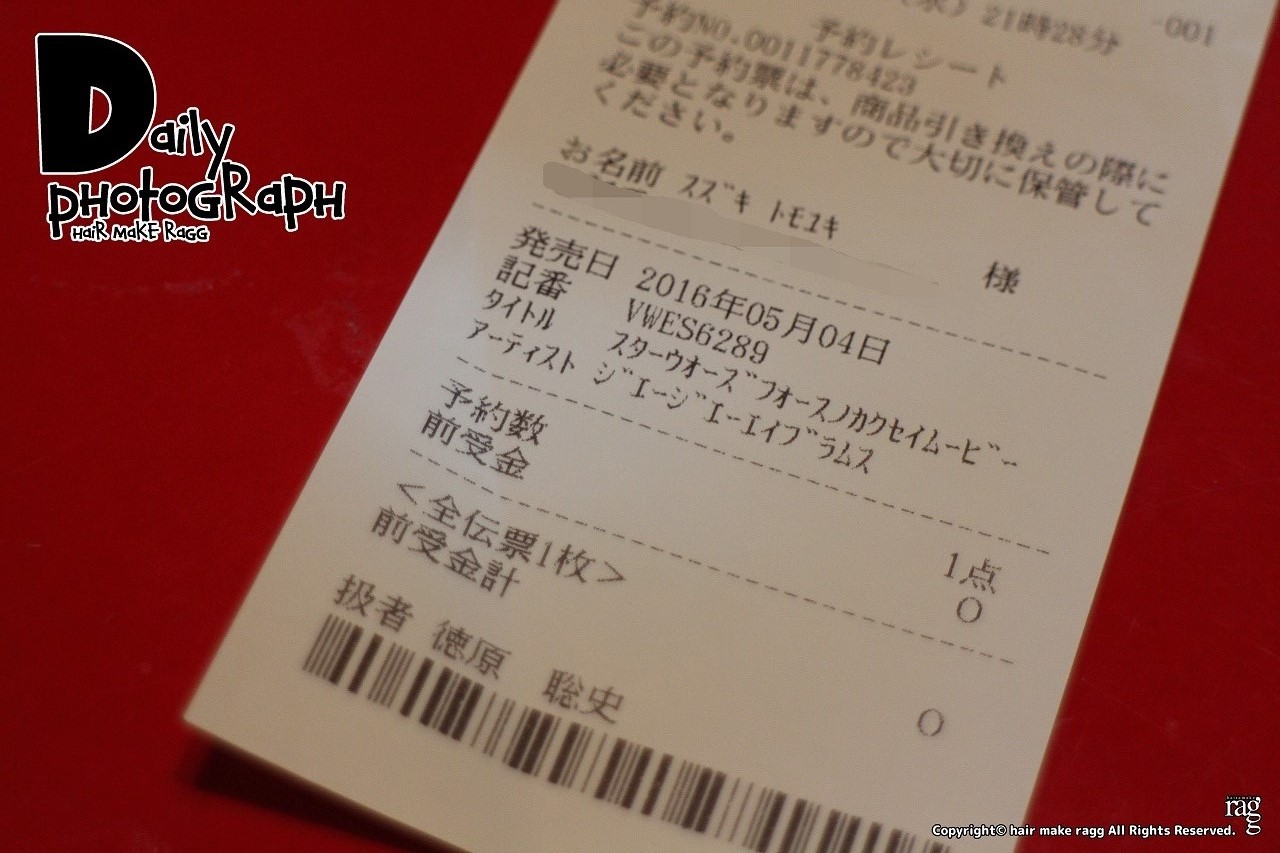 Daily
PHOTOGRAPH
HAIR MAKE RAGG
21時28分 -001
予約レシート
予約NO.0011778423
この予約票は、商品引き換えの際に
必要となりますので大切に保管して
ください。
お名前 ｽｽﾞｷ ﾄﾓﾕｷ
様
発売日 2016年05月04日
記番 VWES6289
ﾀｲﾄﾙ ｽﾀｰｳｵｰｽﾞﾌｫｰｽﾉｶｸｾｲﾑｰﾋﾞｰ
ｱｰﾃｨｽﾄ ｼﾞｴｰｼﾞｴｰｴｲﾌﾞﾗﾑｽ
予約数 1点
前受金 0
<全伝票1枚>
前受金計 0
扱者 徳原 聡史
hair make
rag
Copyright© hair make ragg All Rights Reserved.